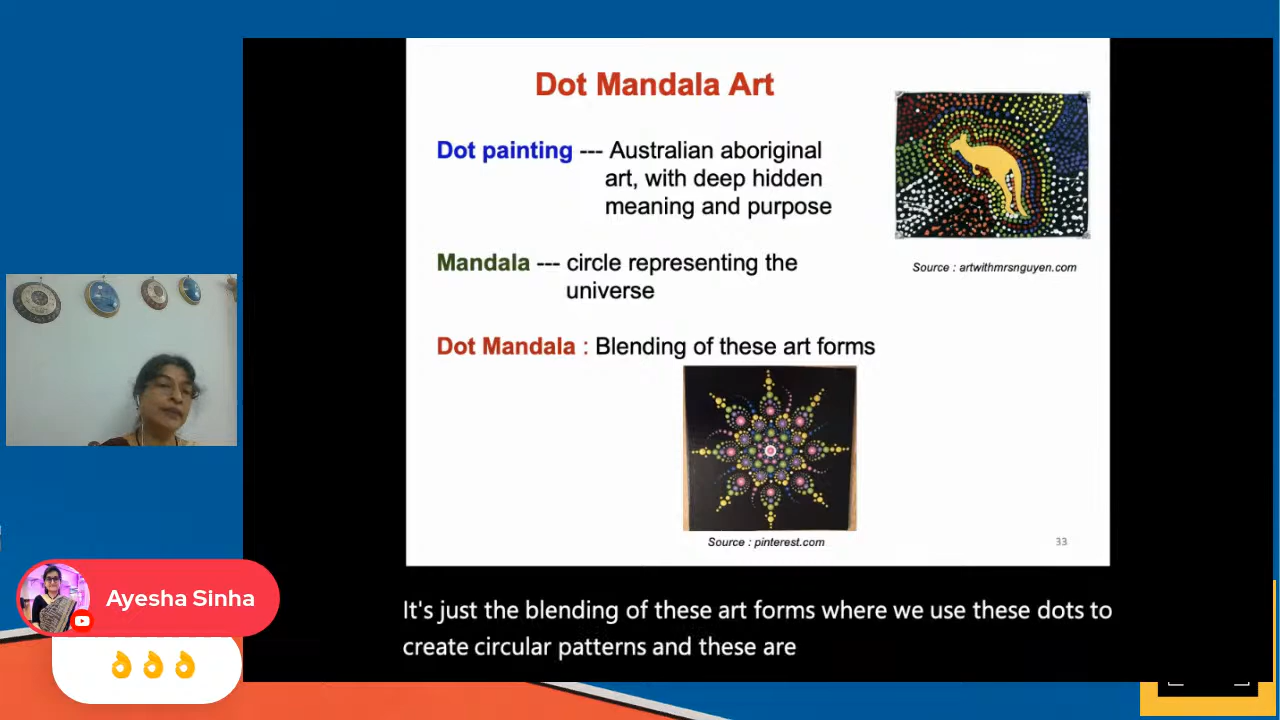 Dot Mandala Art
Dot painting --- Australian aboriginal
art, with deep hidden
meaning and purpose
Source : artwithmrsnguyen.com
Mandala --- circle representing the
universe
Dot Mandala : Blending of these art forms
Source : pinterest.com
33
Ayesha Sinha
👌👌👌
It's just the blending of these art forms where we use these dots to
create circular patterns and these are